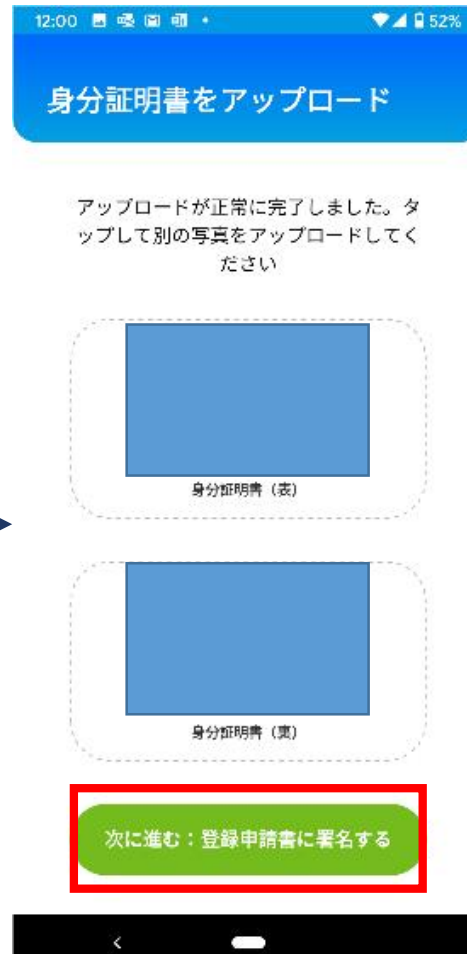 12:00
52%
身分証明書をアップロード
アップロードが正常に完了しました。タ
ップして別の写真をアップロードしてく
ださい
身分証明書（表）
身分証明書（裏）
次に進む：登録申請書に署名する